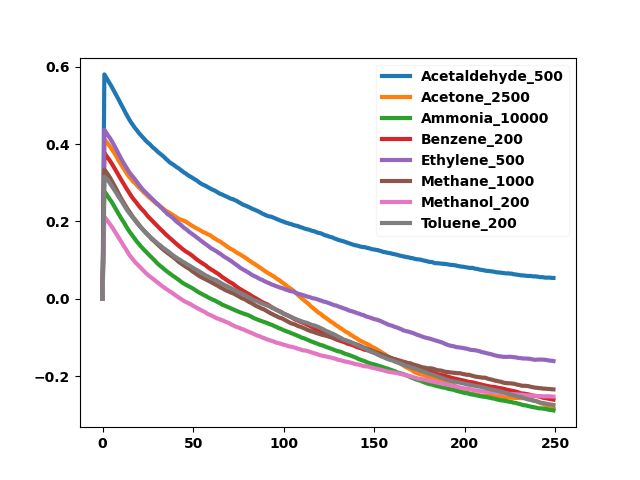 0.6
0.4
0.2
0.0
−0.2
0 50 100 150 200 250
Acetaldehyde_500
Acetone_2500
Ammonia_10000
Benzene_200
Ethylene_500
Methane_1000
Methanol_200
Toluene_200